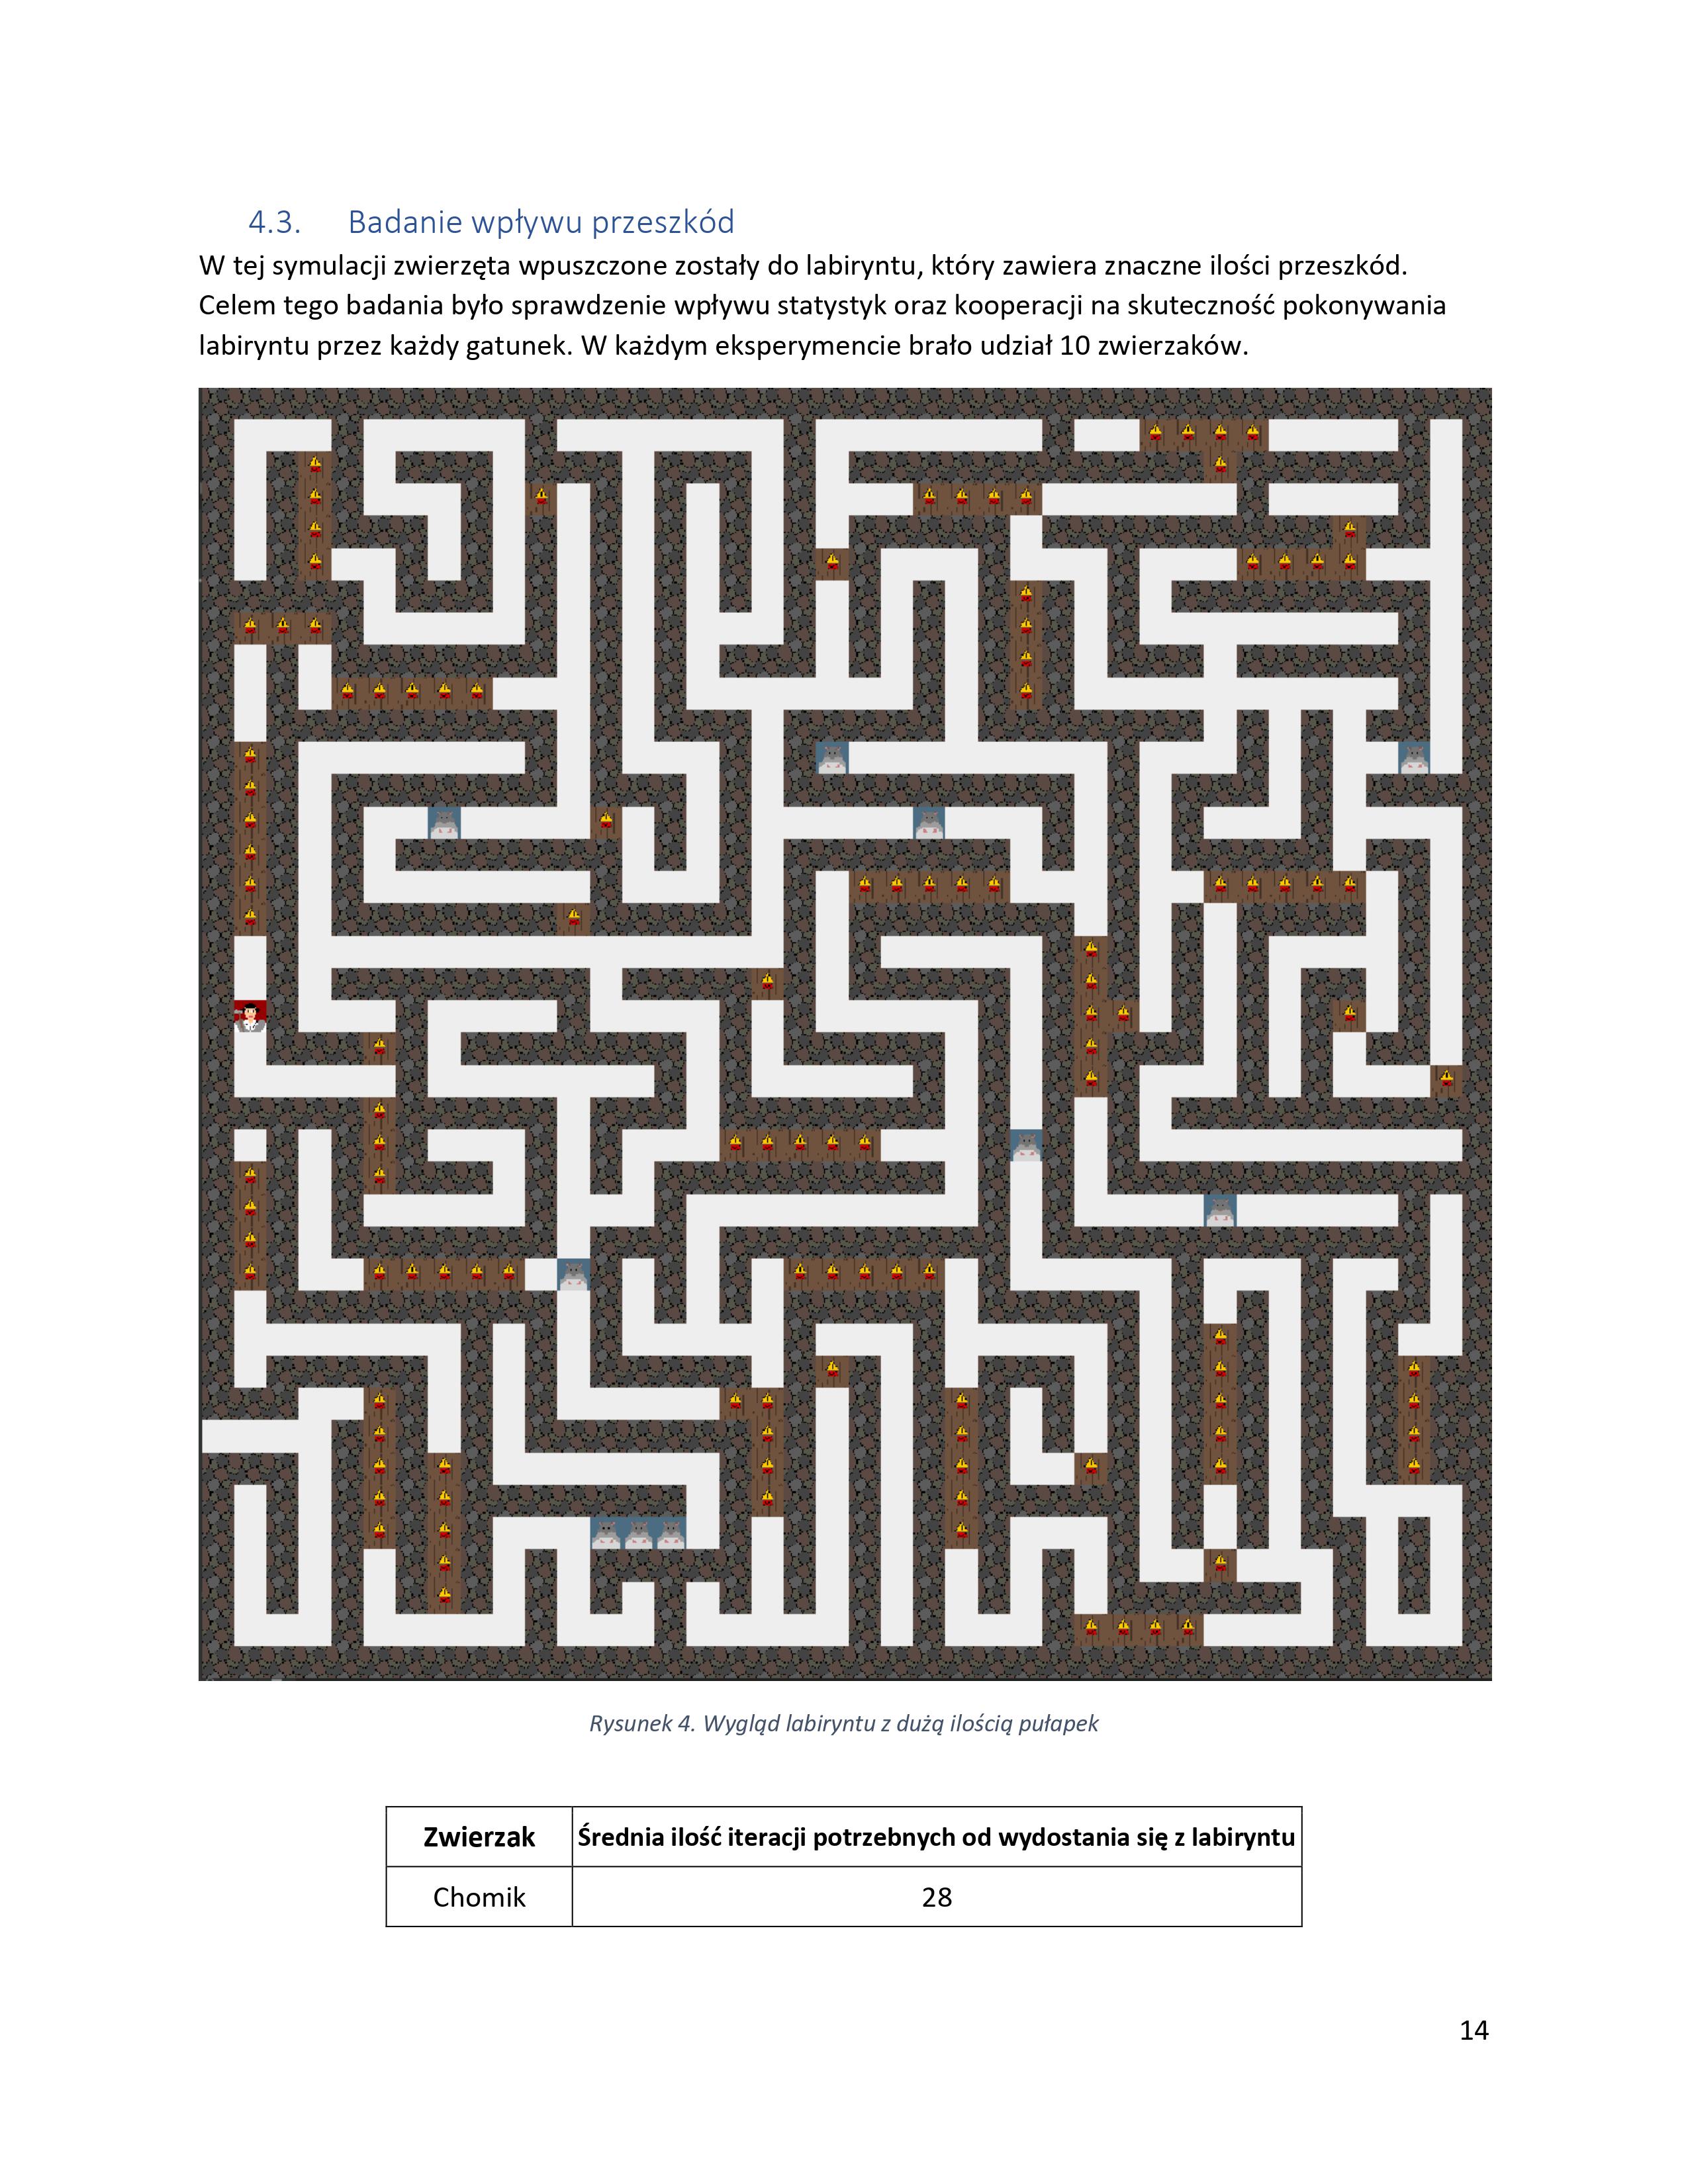 4.3. Badanie wpływu przeszkód
W tej symulacji zwierzęta wpuszczone zostały do labiryntu, który zawiera znaczne ilości przeszkód.
Celem tego badania było sprawdzenie wpływu statystyk oraz kooperacji na skuteczność pokonywania
labiryntu przez każdy gatunek. W każdym eksperymencie brało udział 10 zwierzaków.
Rysunek 4. Wygląd labiryntu z dużą ilością pułapek
Zwierzak Średnia ilość iteracji potrzebnych od wydostania się z labiryntu
Chomik 28
14